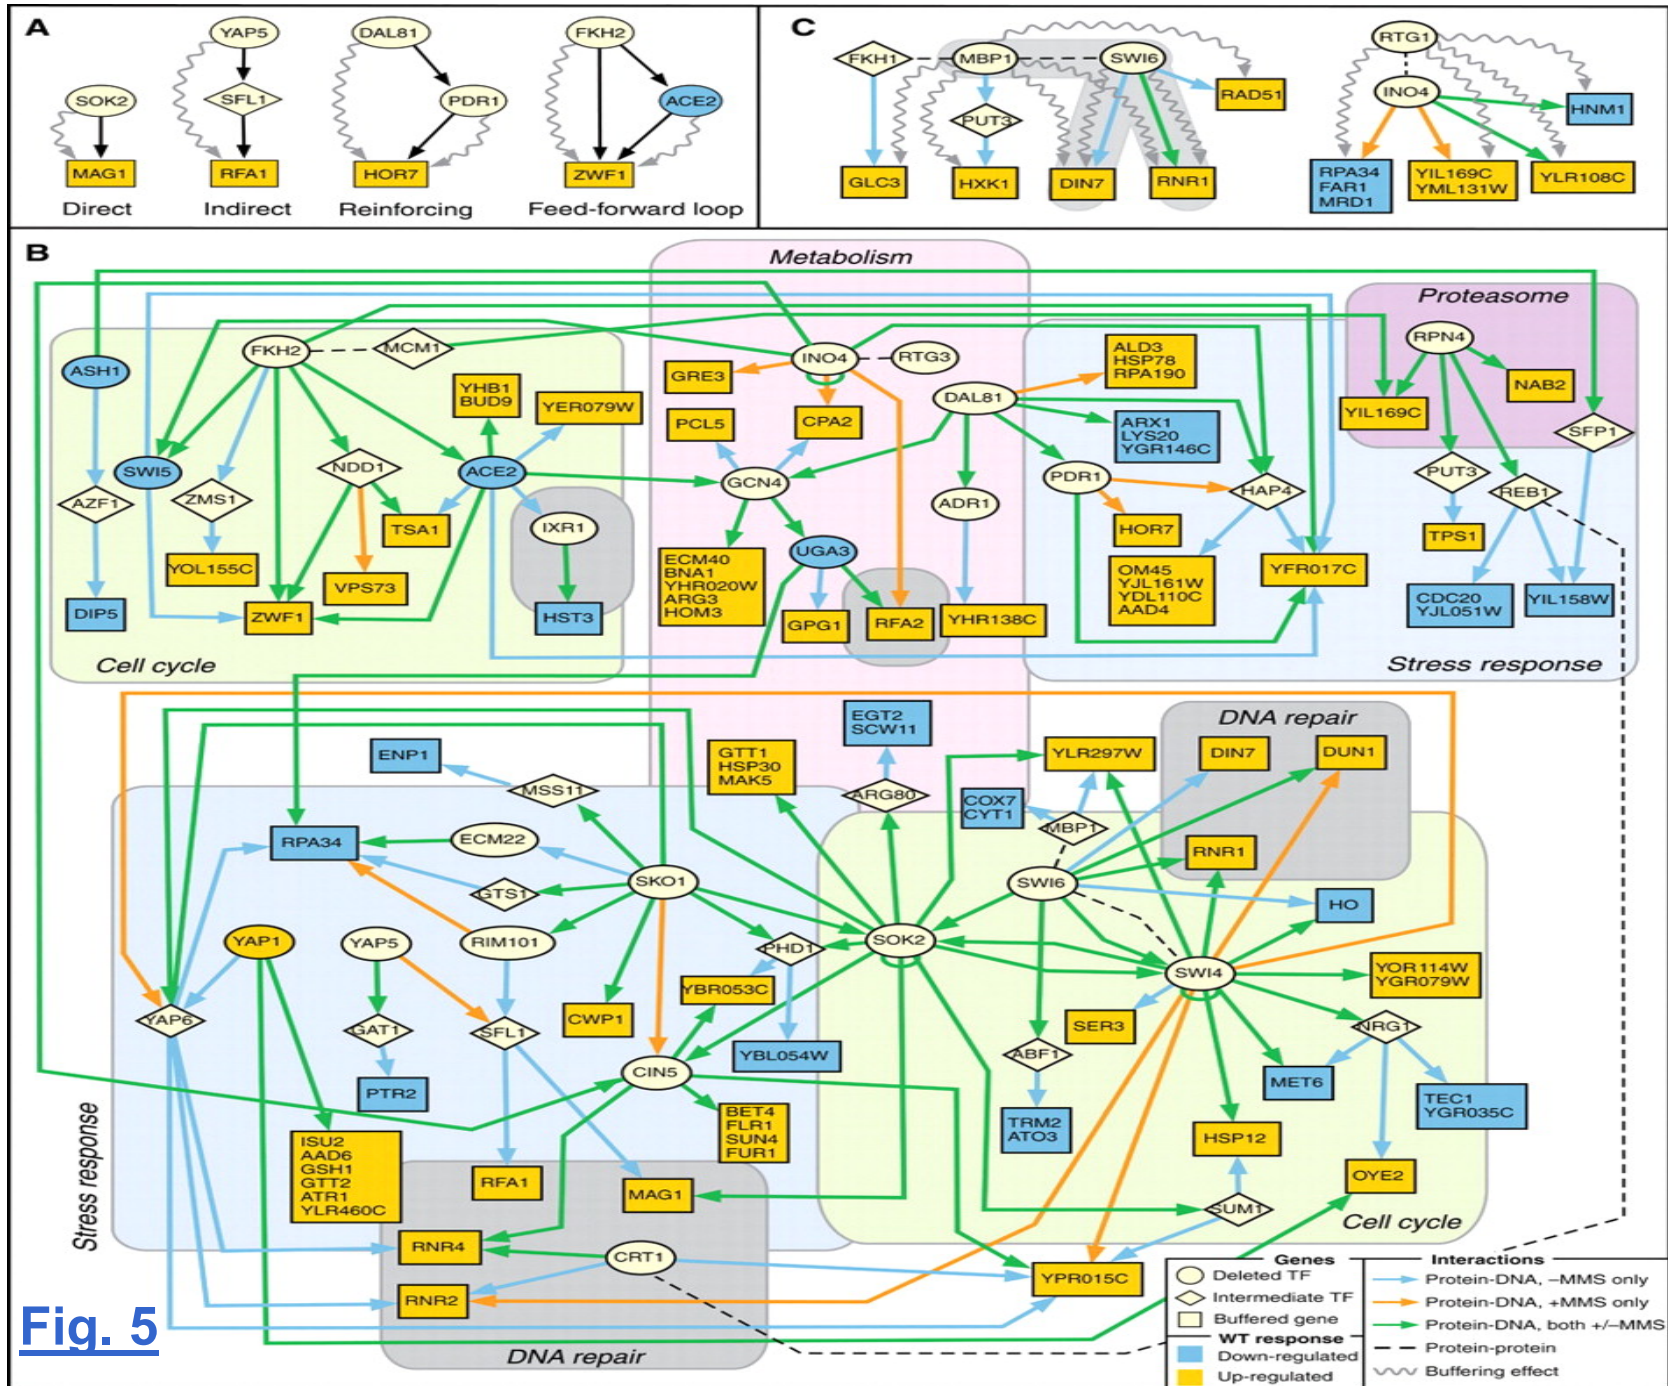 A
YAP5
SOK2
SFL1
MAG1
RFA1
Direct
Indirect
DAL81
PDR1
HOR7
Reinforcing
FKH2
ACE2
ZWF1
Feed-forward loop
C
FKH1
MBP1
SWI6
PUT3
RAD51
GLC3
HXK1
DIN7
RNR1
RTG1
INO4
HNM1
RPA34
FAR1
MRD1
YIL169C
YML131W
YLR108C
B
Metabolism
Proteasome
ASH1
FKH2
MCM1
YHB1
BUD9
YER079W
SWI5
NDD1
ACE2
AZF1
ZMS1
TSA1
IXR1
YOL155C
VPS73
DIP5
ZWF1
HST3
Cell cycle
INO4
RTG3
GRE3
PCL5
CPA2
DAL81
GCN4
ADR1
UGA3
ECM40
BNA1
YHR020W
ARG3
HOM3
GPG1
RFA2
YHR138C
ALD3
HSP78
RPA190
ARX1
LYS20
YGR146C
PDR1
HAP4
HOR7
OM45
YJL161W
YDL110C
AAD4
YFR017C
RPN4
NAB2
YIL169C
SFP1
PUT3
REB1
TPS1
CDC20
YJL051W
YIL158W
Stress response
ENP1
MSS11
GTT1
HSP30
MAK5
EGT2
SCW11
ARG80
YLR297W
DNA repair
DIN7
DUN1
COX7
CYT1
MBP1
RPA34
ECM22
GTS1
SKO1
SWI6
RNR1
HO
YAP1
YAP5
RIM101
PHD1
SOK2
SWI4
YOR114W
YGR079W
YAP6
GAT1
SFL1
CWP1
YBR053C
YBL054W
SER3
NRG1
ABF1
PTR2
CIN5
MET6
TEC1
YGR035C
TRM2
ATO3
HSP12
BET4
FLR1
SUN4
FUR1
ISU2
AAD6
GSH1
GTT2
ATR1
YLR460C
RFA1
MAG1
OYE2
SUM1
Cell cycle
Stress response
RNR4
CRT1
RNR2
YPR015C
DNA repair
Fig. 5
Genes
Deleted TF
Intermediate TF
Buffered gene
WT response
Down-regulated
Up-regulated
Interactions
Protein-DNA, –MMS only
Protein-DNA, +MMS only
Protein-DNA, both +/–MMS
Protein-protein
Buffering effect